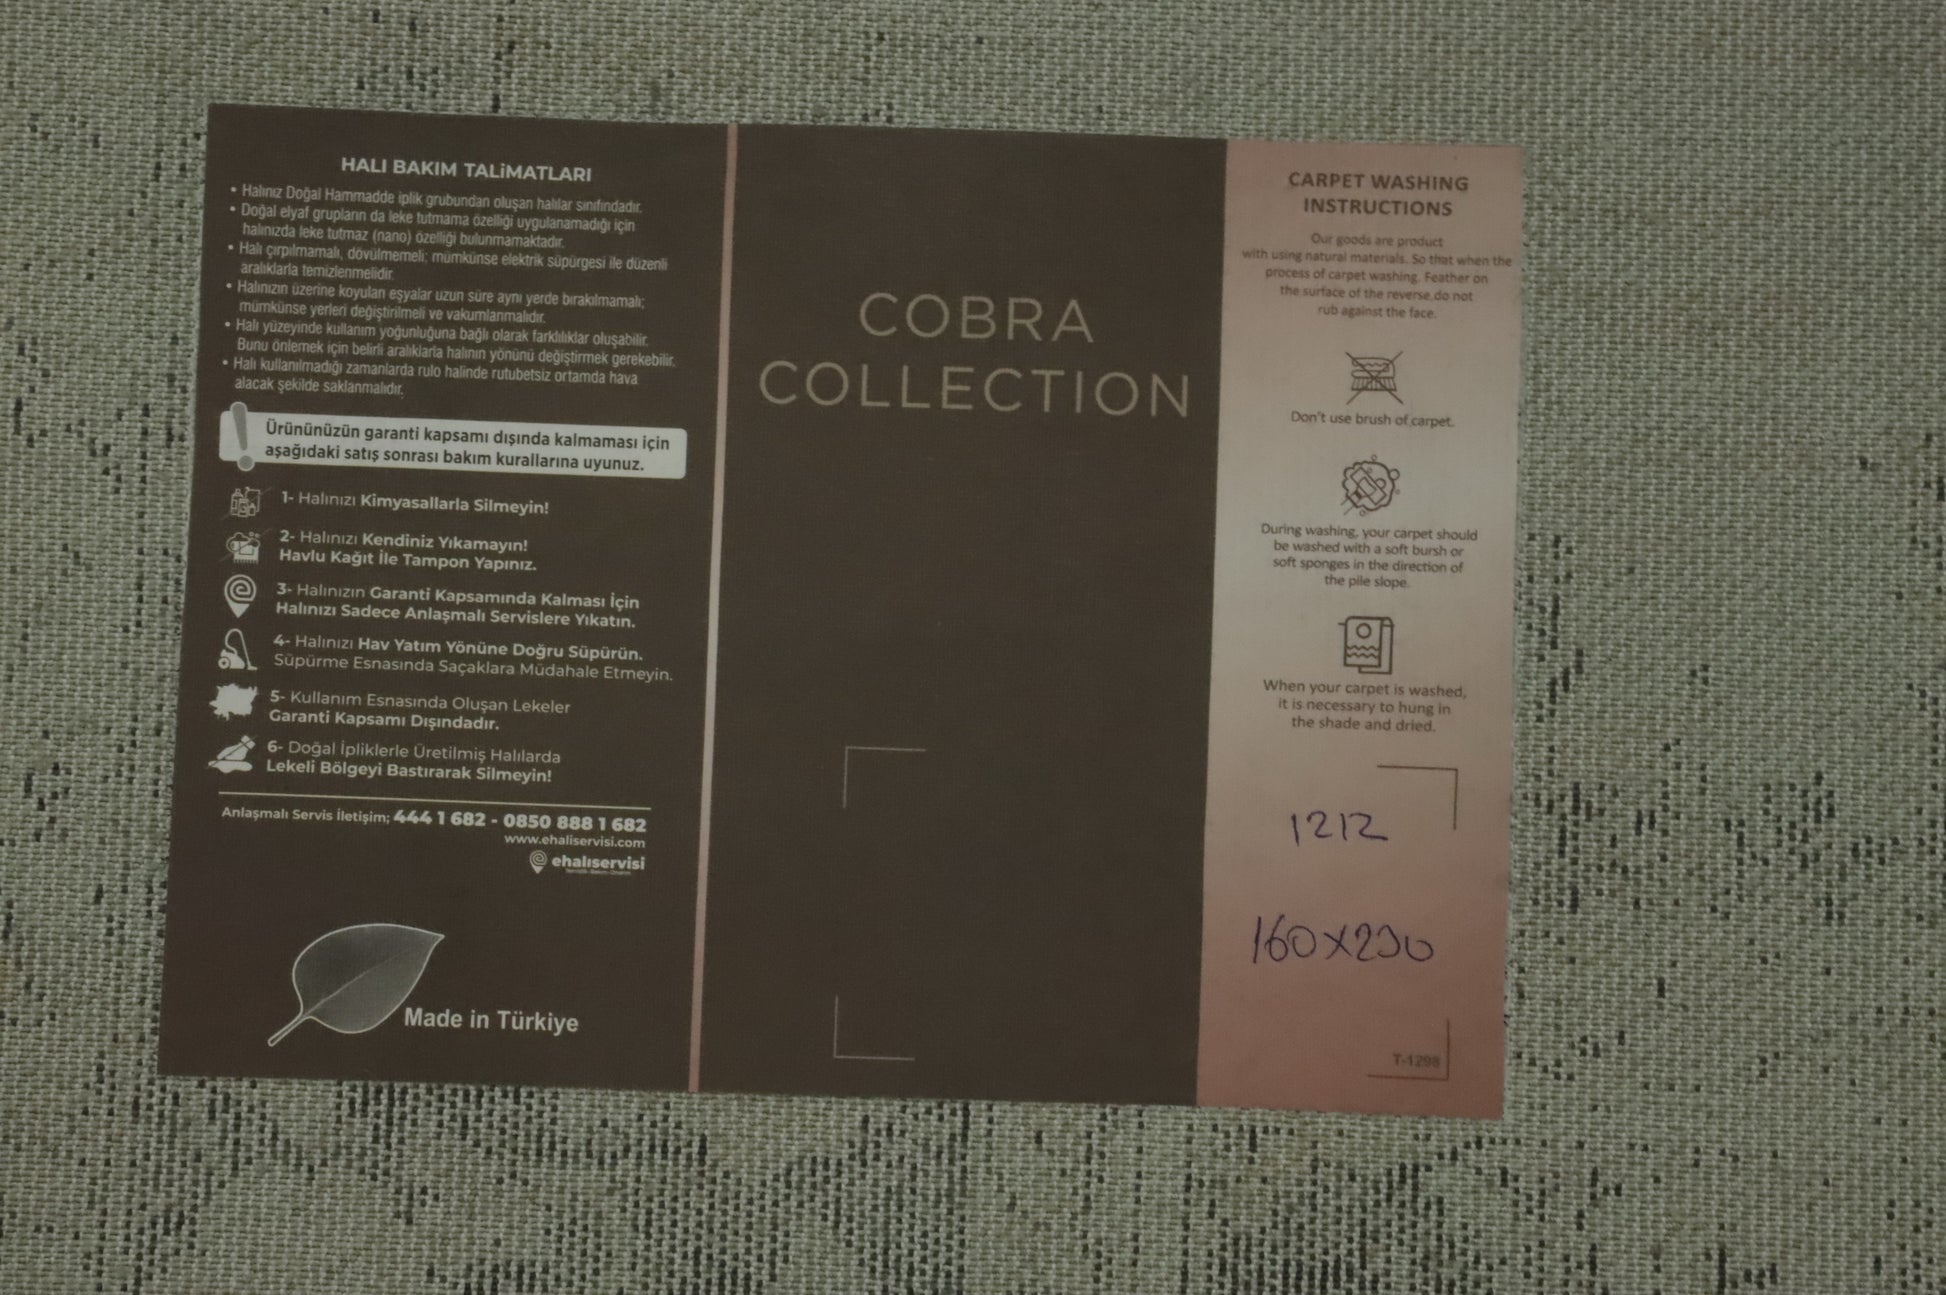 HALI BAKIM TALiMATLARI
• Halınız Doğal Hammadde iplik grubundan oluşan halılar sınıfındadır.
• Doğal elyaf grupların da leke tutmama özelliği uygulanamadığı için
halınızda leke tutmaz (nano) özelliği bulunmamaktadır.
• Halı çırpılmamalı, dövülmemeli; mümkünse elektrik süpürgesi ile düzenli
aralıklarla temizlenmelidir.
• Halınızın üzerine koyulan eşyalar uzun süre aynı yerde bırakılmamalı;
mümkünse yerleri değiştirilmeli ve vakumlanmalıdır.
• Halı yüzeyinde kullanım yoğunluğuna bağlı olarak farklılıklar oluşabilir.
Bunu önlemek için belirli aralıklarla halının yönünü değiştirmek gerekebilir.
• Halı kullanılmadığı zamanlarda rulo halinde rutubetsiz ortamda hava
alacak şekilde saklanmalıdır.
Ürününüzün garanti kapsamı dışında kalmaması için
aşağıdaki satış sonrası bakım kurallarına uyunuz.
1- Halınızı Kimyasallarla Silmeyin!
2- Halınızı Kendiniz Yıkamayın!
Havlu Kağıt İle Tampon Yapınız.
3- Halınızın Garanti Kapsamında Kalması İçin
Halınızı Sadece Anlaşmalı Servislere Yıkatın.
4- Halınızı Hav Yatım Yönüne Doğru Süpürün.
Süpürme Esnasında Saçaklara Müdahale Etmeyin.
5- Kullanım Esnasında Oluşan Lekeler
Garanti Kapsamı Dışındadır.
6- Doğal İpliklerle Üretilmiş Halılarda
Lekeli Bölgeyi Bastırarak Silmeyin!
Anlaşmalı Servis İletişim; 444 1 682 - 0850 888 1 682
www.ehaliservisi.com
ehalıservisi
Made in Türkiye
COBRA
COLLECTION
CARPET WASHING
INSTRUCTIONS
Our goods are product
with using natural materials. So that when the
process of carpet washing. Feather on
the surface of the reverse do not
rub against the face.
Don't use brush of carpet.
During washing, your carpet should
be washed with a soft bursh or
soft sponges in the direction of
the pile slope.
When your carpet is washed,
it is necessary to hung in
the shade and dried.
1212
160x230
T-1298